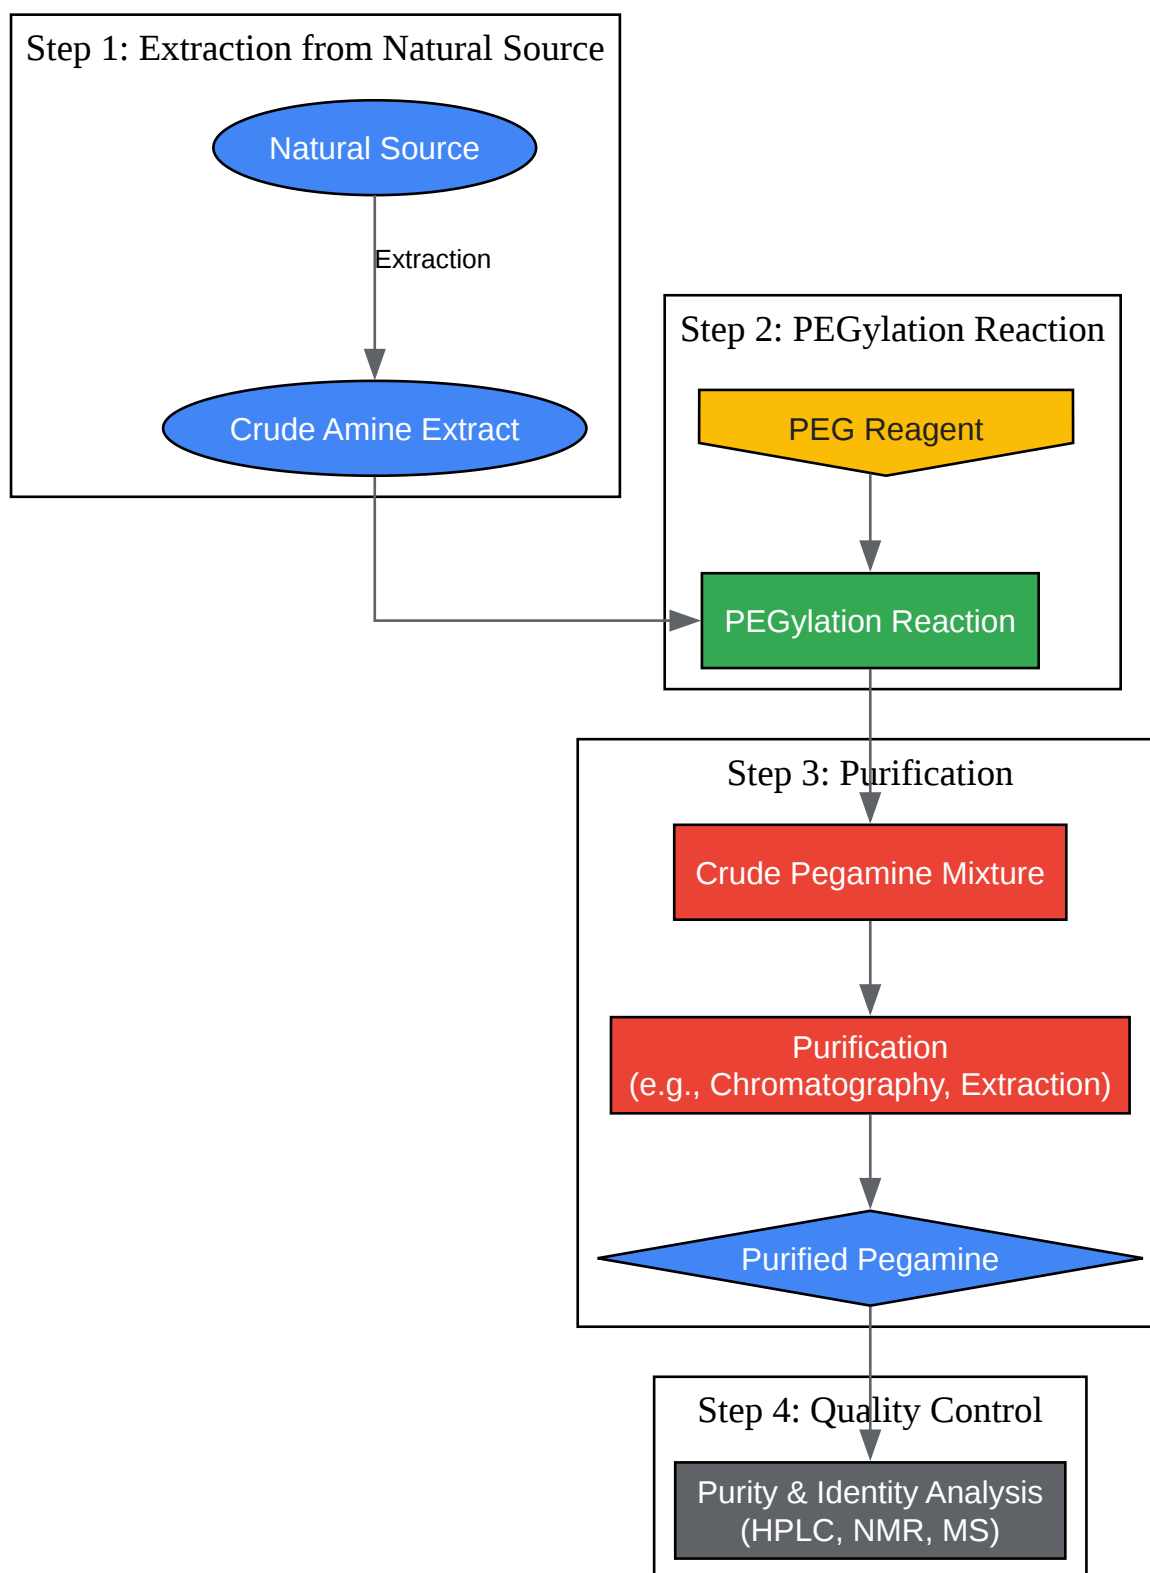 Step 1: Extraction from Natural Source
Natural Source
Extraction
Crude Amine Extract
Step 2: PEGylation Reaction
PEG Reagent
PEGylation Reaction
Step 3: Purification
Crude Pegamine Mixture
Purification
(e.g., Chromatography, Extraction)
Purified Pegamine
Step 4: Quality Control
Purity & Identity Analysis
(HPLC, NMR, MS)